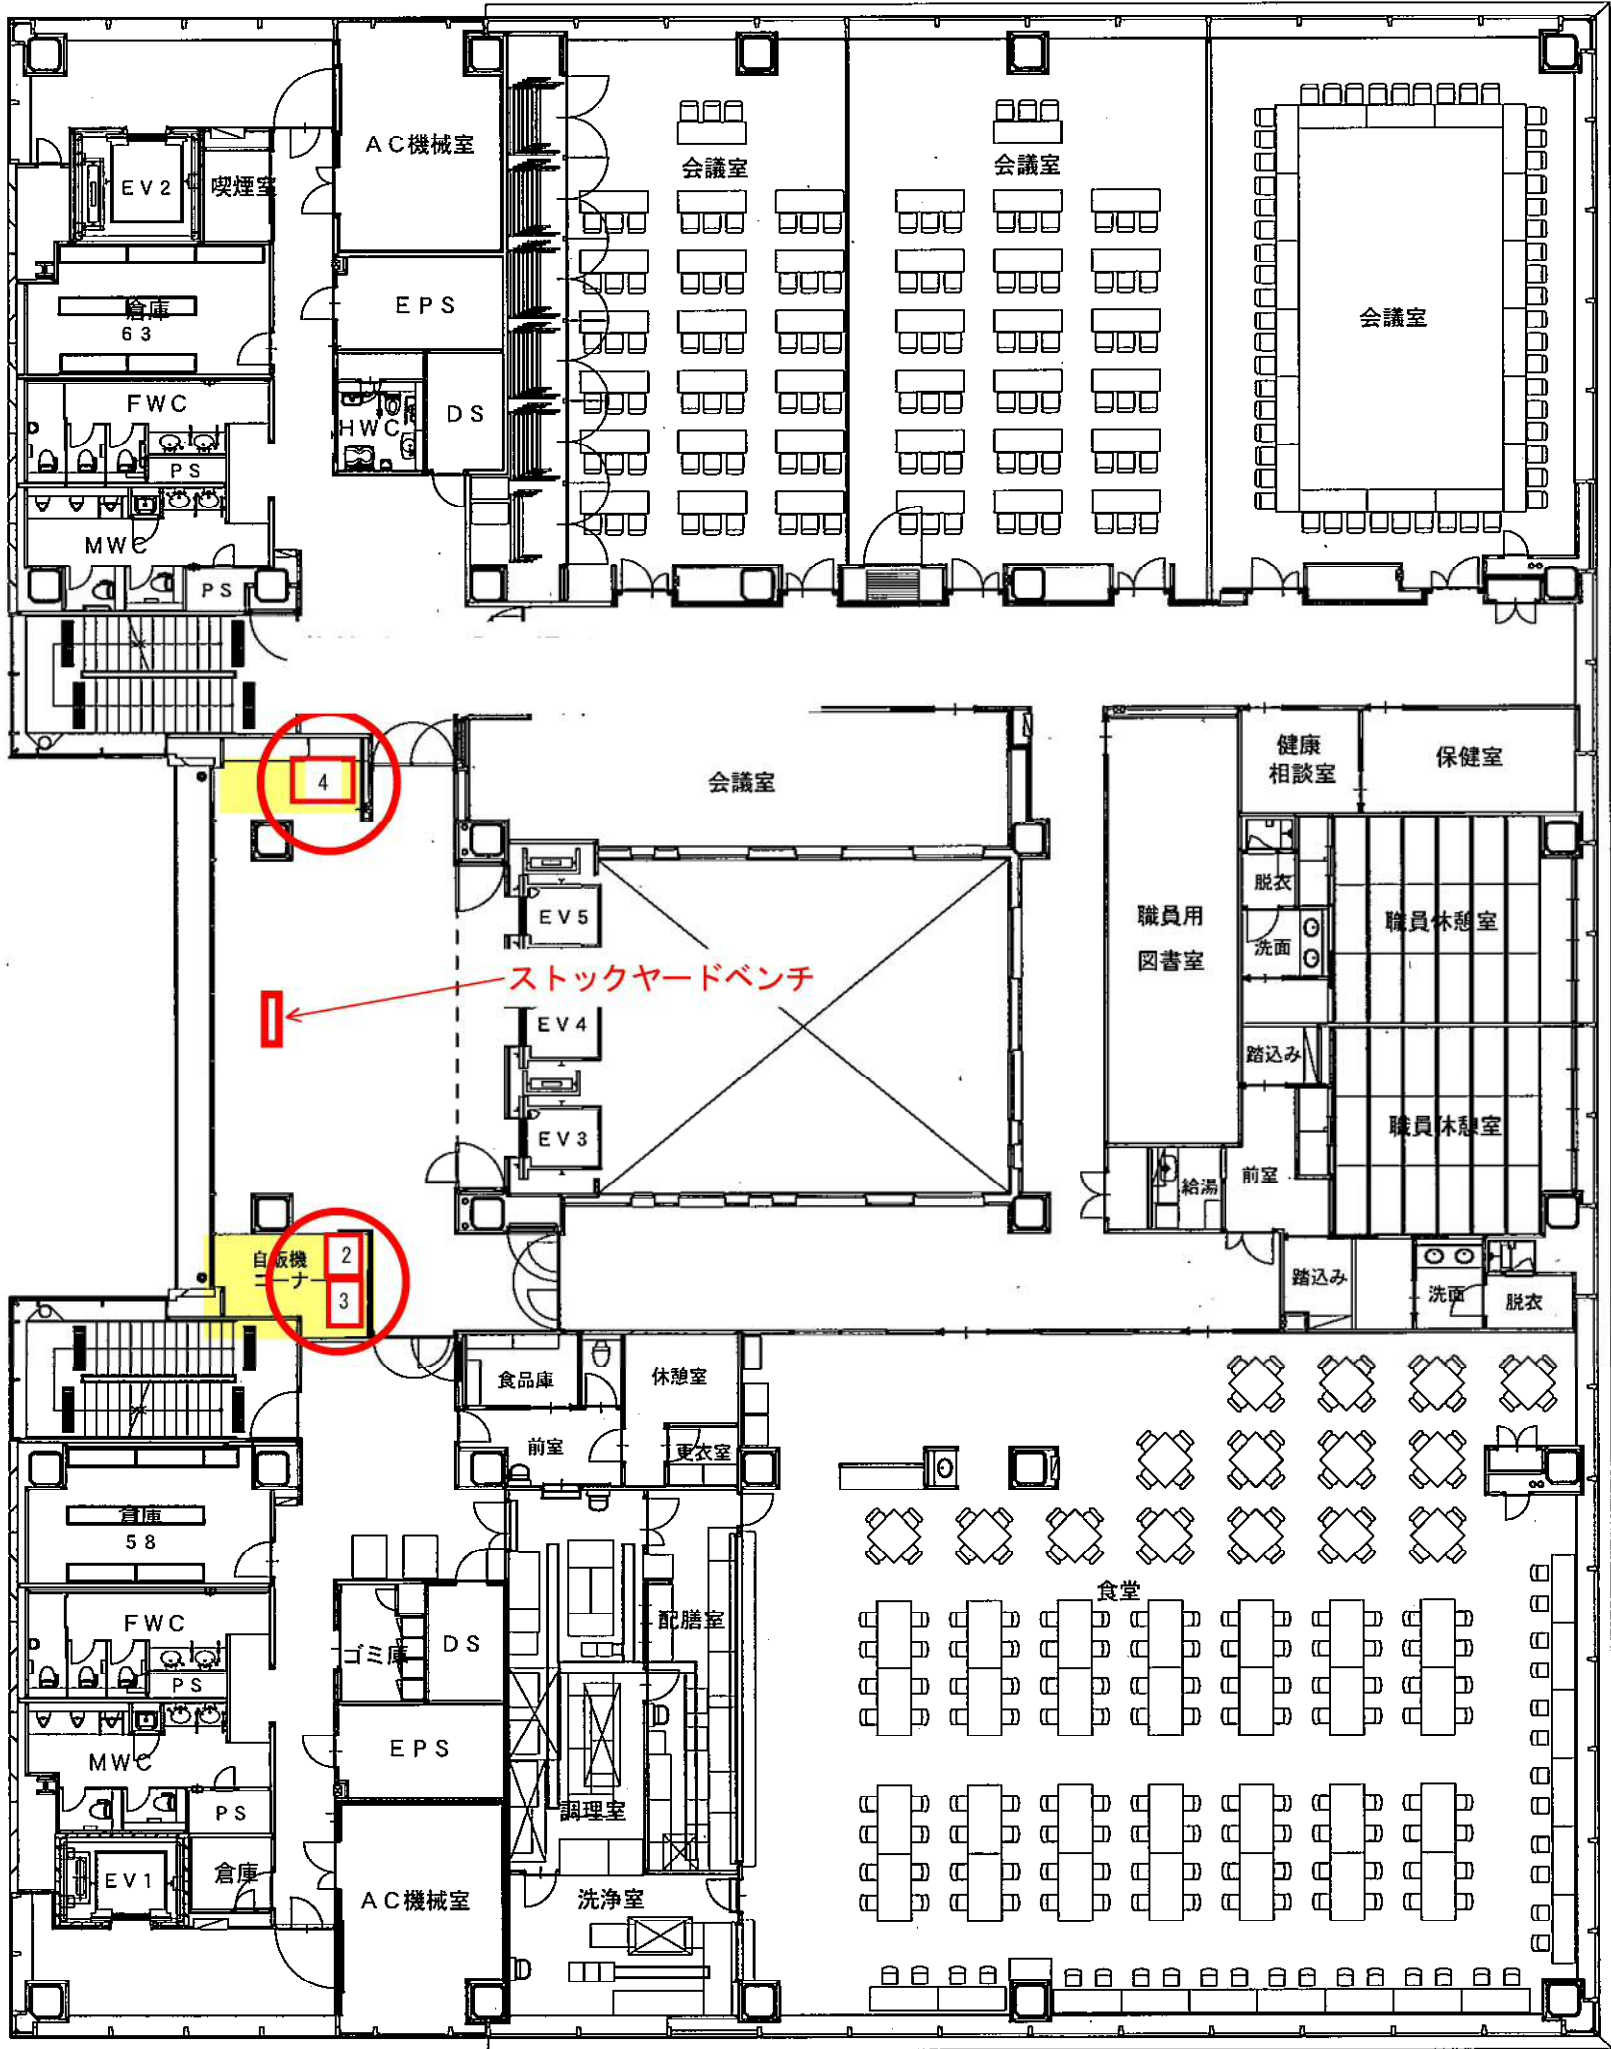 AC機械室
会議室
会議室
EV2
喫煙室
EPS
倉庫
63
会議室
FWC
HWC
DS
PS
MWC
PS
4
会議室
健康
相談室
保健室
EV5
脱衣
職員用
図書室
洗面
職員休憩室
ストックヤードベンチ
EV4
踏込み
EV3
職員休憩室
給湯
前室
自販機
コーナー
2
3
踏込み
洗面
脱衣
食品庫
休憩室
前室
更衣室
倉庫
58
食堂
FWC
ゴミ庫
DS
配膳室
PS
EPS
MWC
PS
調理室
EV1
倉庫
AC機械室
洗浄室